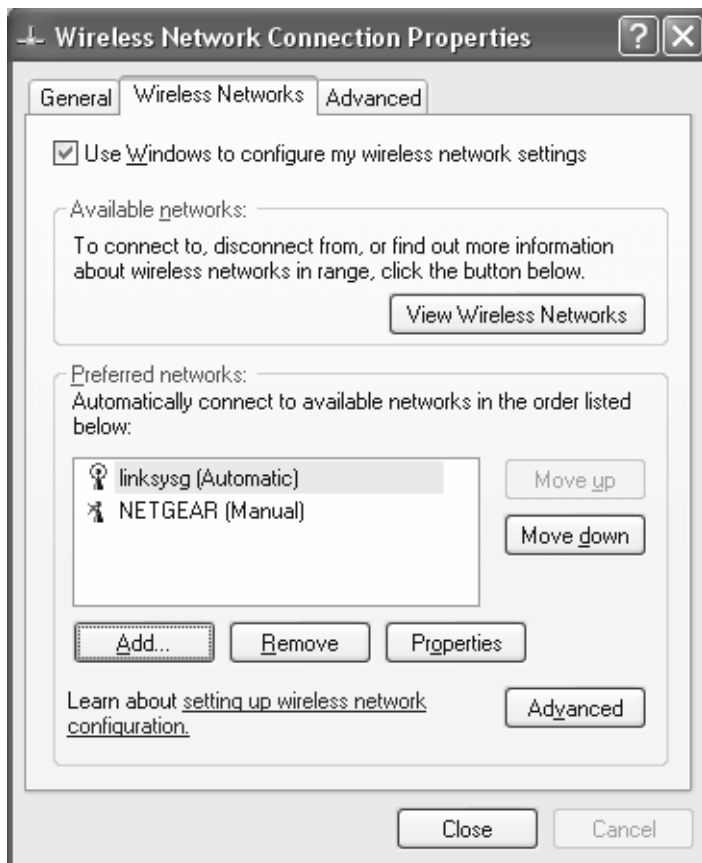 Wireless Network Connection Properties
General
Wireless Networks
Advanced
Use Windows to configure my wireless network settings
Available networks:
To connect to, disconnect from, or find out more information
about wireless networks in range, click the button below.
View Wireless Networks
Preferred networks:
Automatically connect to available networks in the order listed
below:
linksysg (Automatic)
NETGEAR (Manual)
Move up
Move down
Add...
Remove
Properties
Learn about setting up wireless network
configuration.
Advanced
Close
Cancel